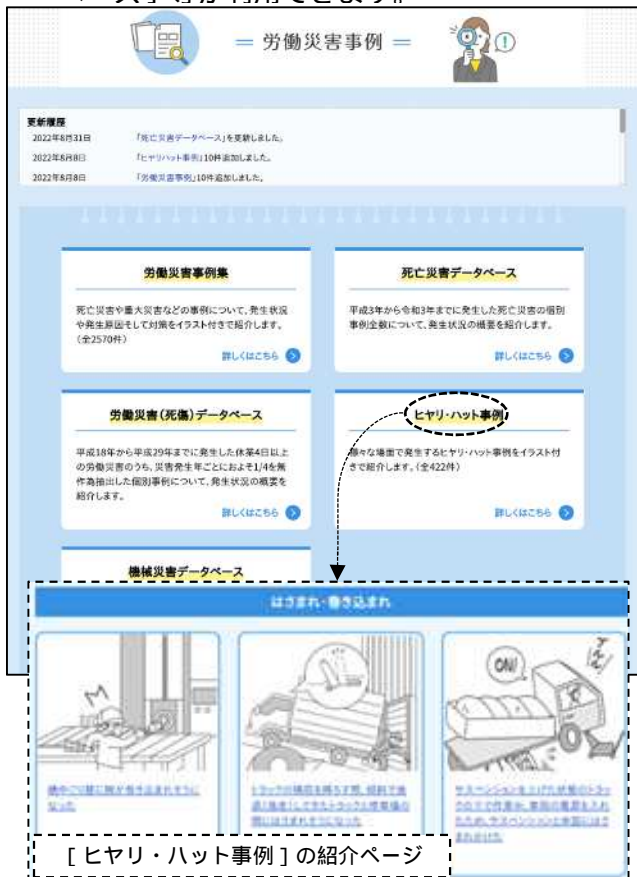 ＝ 労働災害事例 ＝
更新履歴
2022年8月31日 「死亡災害データベース」を更新しました。
2022年8月8日 「ヒヤリハット事例」10件追加しました。
2022年8月8日 「労働災害事例」10件追加しました。
労働災害事例集
死亡災害や重大災害などの事例について、発生状況
や発生原因そして対策をイラスト付きで紹介します。
（全2570件）
詳しくはこちら
死亡災害データベース
平成3年から令和3年までに発生した死亡災害の個別
事例全数について、発生状況の概要を紹介します。
詳しくはこちら
労働災害（死傷）データベース
平成18年から平成29年までに発生した休業4日以上
の労働災害のうち、災害発生年ごとにおよそ1/4を無
作為抽出した個別事例について、発生状況の概要を
紹介します。
詳しくはこちら
ヒヤリ・ハット事例
様々な場面で発生するヒヤリ・ハット事例をイラスト付
きで紹介します。（全422件）
詳しくはこちら
機械災害データベース
はさまれ・巻き込まれ
ON!
[ ヒヤリ・ハット事例 ] の紹介ページ